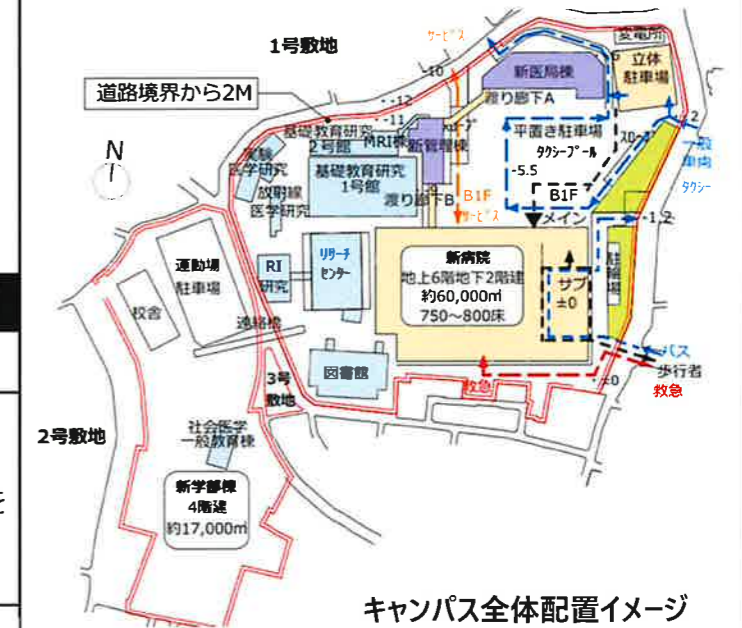 サービス
変電所
1号敷地
新医局棟
立体
駐車場
-10
道路境界から2M
渡り廊下A
-12
-11
2
N
基礎教育研究
2号館
MRI棟
スロープ
新管理棟
平置き駐車場
タクシープール
スロープ
一般
車両
タクシー
実験
医学研究
基礎教育研究
1号館
-5.5
放射線
医学研究
渡り廊下B
B1F
サービス
B1F
メイン
-1.2
新病院
地上6階地下2階建
約60,000㎡
750～800床
運動場
駐車場
RI
研究
リサーチ
センター
サブ
±0
駐輪場
校舎
連絡橋
バス
歩行者
救急
図書館
救急
±0
3号
敷地
2号敷地
社会医学
一般教育棟
を
新学部棟
4階建
約17,000㎡
キャンパス全体配置イメージ